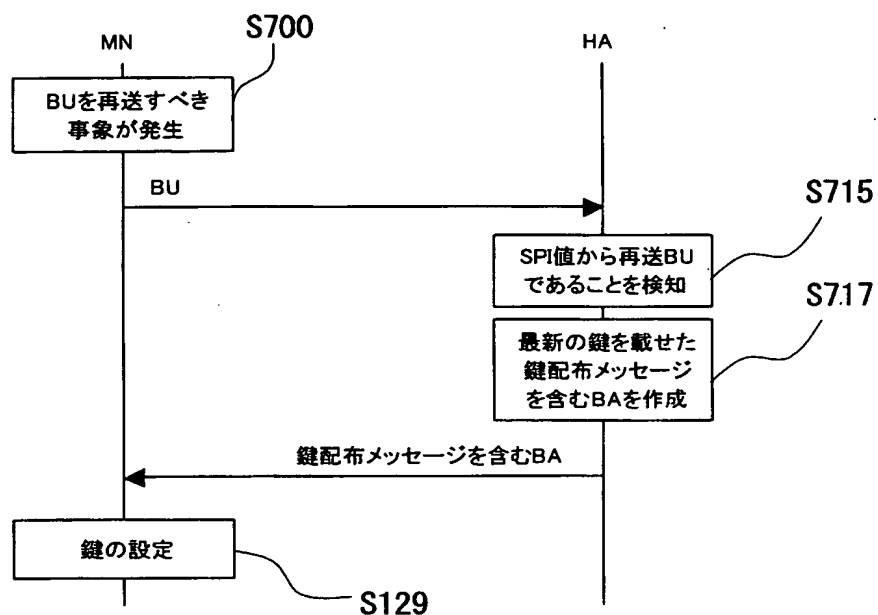 S700
MN
HA
BUを再送すべき
事象が発生
BU
S715
SPI値から再送BU
であることを検知
S717
最新の鍵を載せた
鍵配布メッセージ
を含むBAを作成
鍵配布メッセージを含むBA
鍵の設定
S129